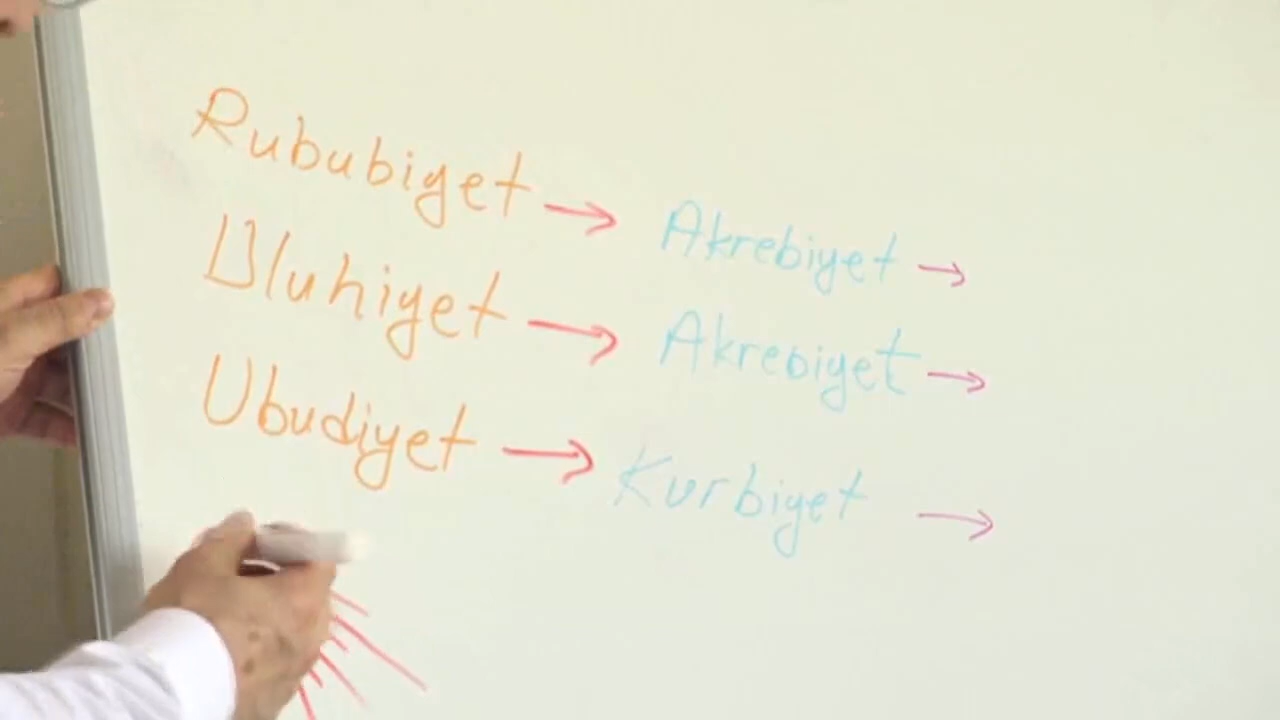 Rububiyet → Akrebiyet →
Uluhiyet → Akrebiyet →
Ubudiyet → Kurbiyet →